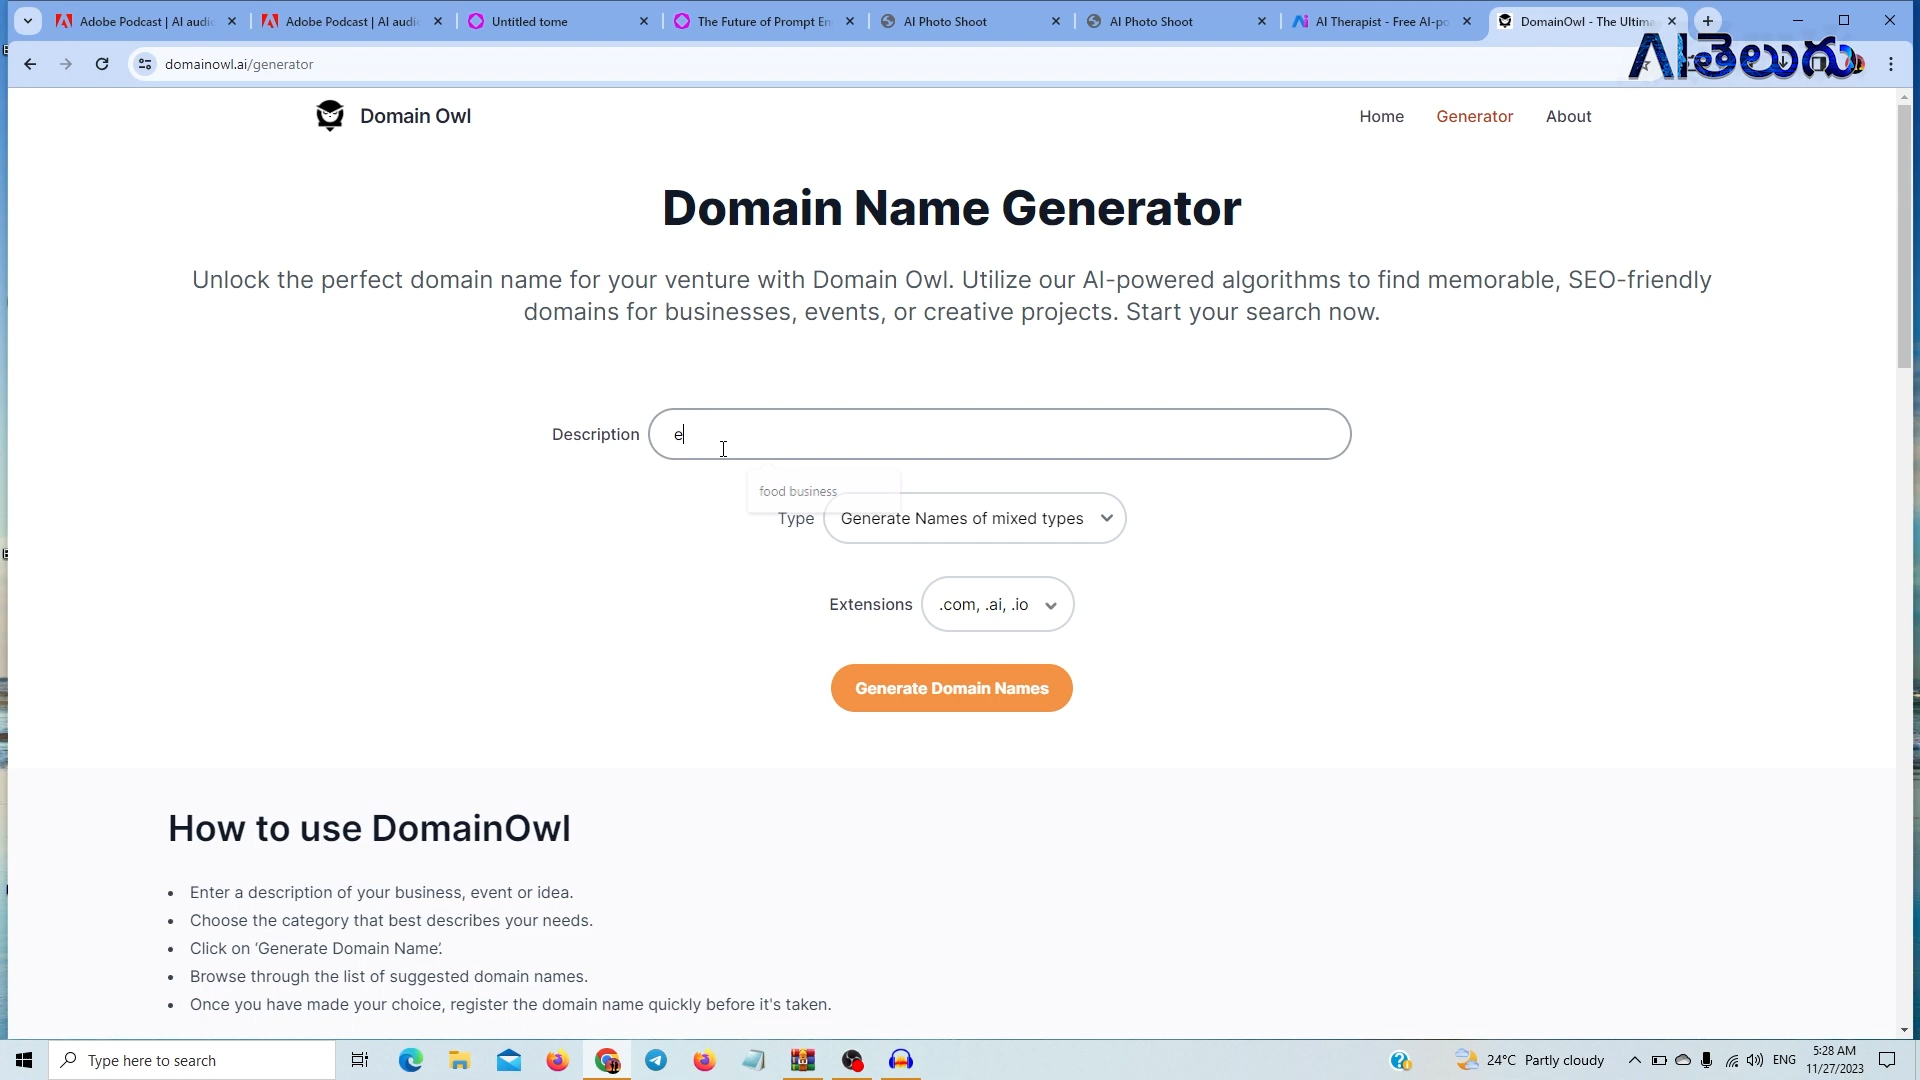 Adobe Podcast | AI audio
Adobe Podcast | AI audio
Untitled tome
The Future of Prompt En
AI Photo Shoot
AI Photo Shoot
AI Therapist - Free AI-po
DomainOwl - The Ultima
domainowl.ai/generator
AIతెలుగు
Domain Owl
Home
Generator
About
Domain Name Generator
Unlock the perfect domain name for your venture with Domain Owl. Utilize our AI-powered algorithms to find memorable, SEO-friendly
domains for businesses, events, or creative projects. Start your search now.
Description
e
food business
Type
Generate Names of mixed types
Extensions
.com, .ai, .io
Generate Domain Names
How to use DomainOwl
• Enter a description of your business, event or idea.
• Choose the category that best describes your needs.
• Click on ‘Generate Domain Name’.
• Browse through the list of suggested domain names.
• Once you have made your choice, register the domain name quickly before it's taken.
Type here to search
24°C Partly cloudy
ENG
5:28 AM
11/27/2023